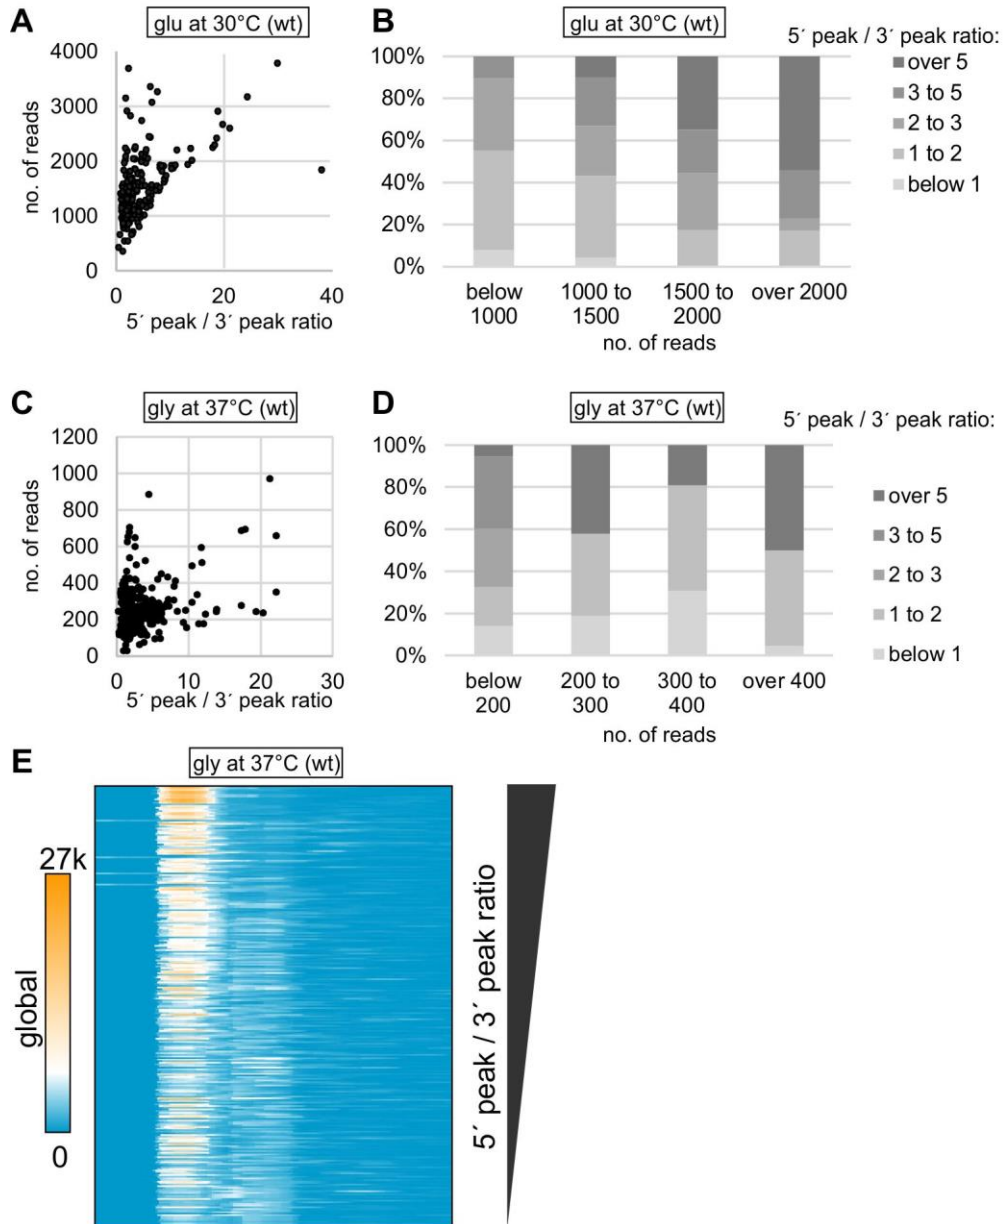 A
glu at 30°C (wt)
4000
3000
2000
1000
0
no. of reads
0 20 40
5´ peak / 3´ peak ratio
B
glu at 30°C (wt)
5´ peak / 3´ peak ratio:
over 5
3 to 5
2 to 3
1 to 2
below 1
100%
80%
60%
40%
20%
0%
below 1000 to 1500 to over 2000
1000 1500 2000
no. of reads
C
gly at 37°C (wt)
1200
1000
800
600
400
200
0
no. of reads
0 10 20 30
5´ peak / 3´ peak ratio
D
gly at 37°C (wt)
5´ peak / 3´ peak ratio:
over 5
3 to 5
2 to 3
1 to 2
below 1
100%
80%
60%
40%
20%
0%
below 200 to 300 to over 400
200 300 400
no. of reads
E
gly at 37°C (wt)
27k
global
0
5´ peak / 3´ peak ratio